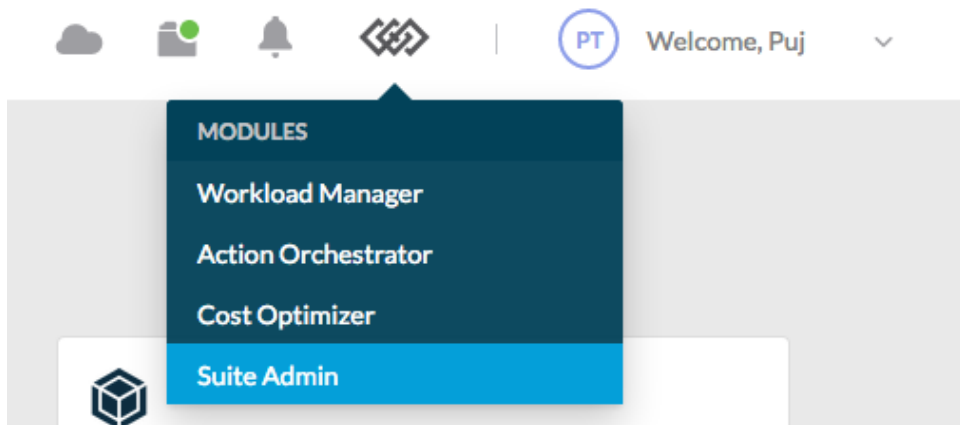 PT Welcome, Puj
MODULES
Workload Manager
Action Orchestrator
Cost Optimizer
Suite Admin